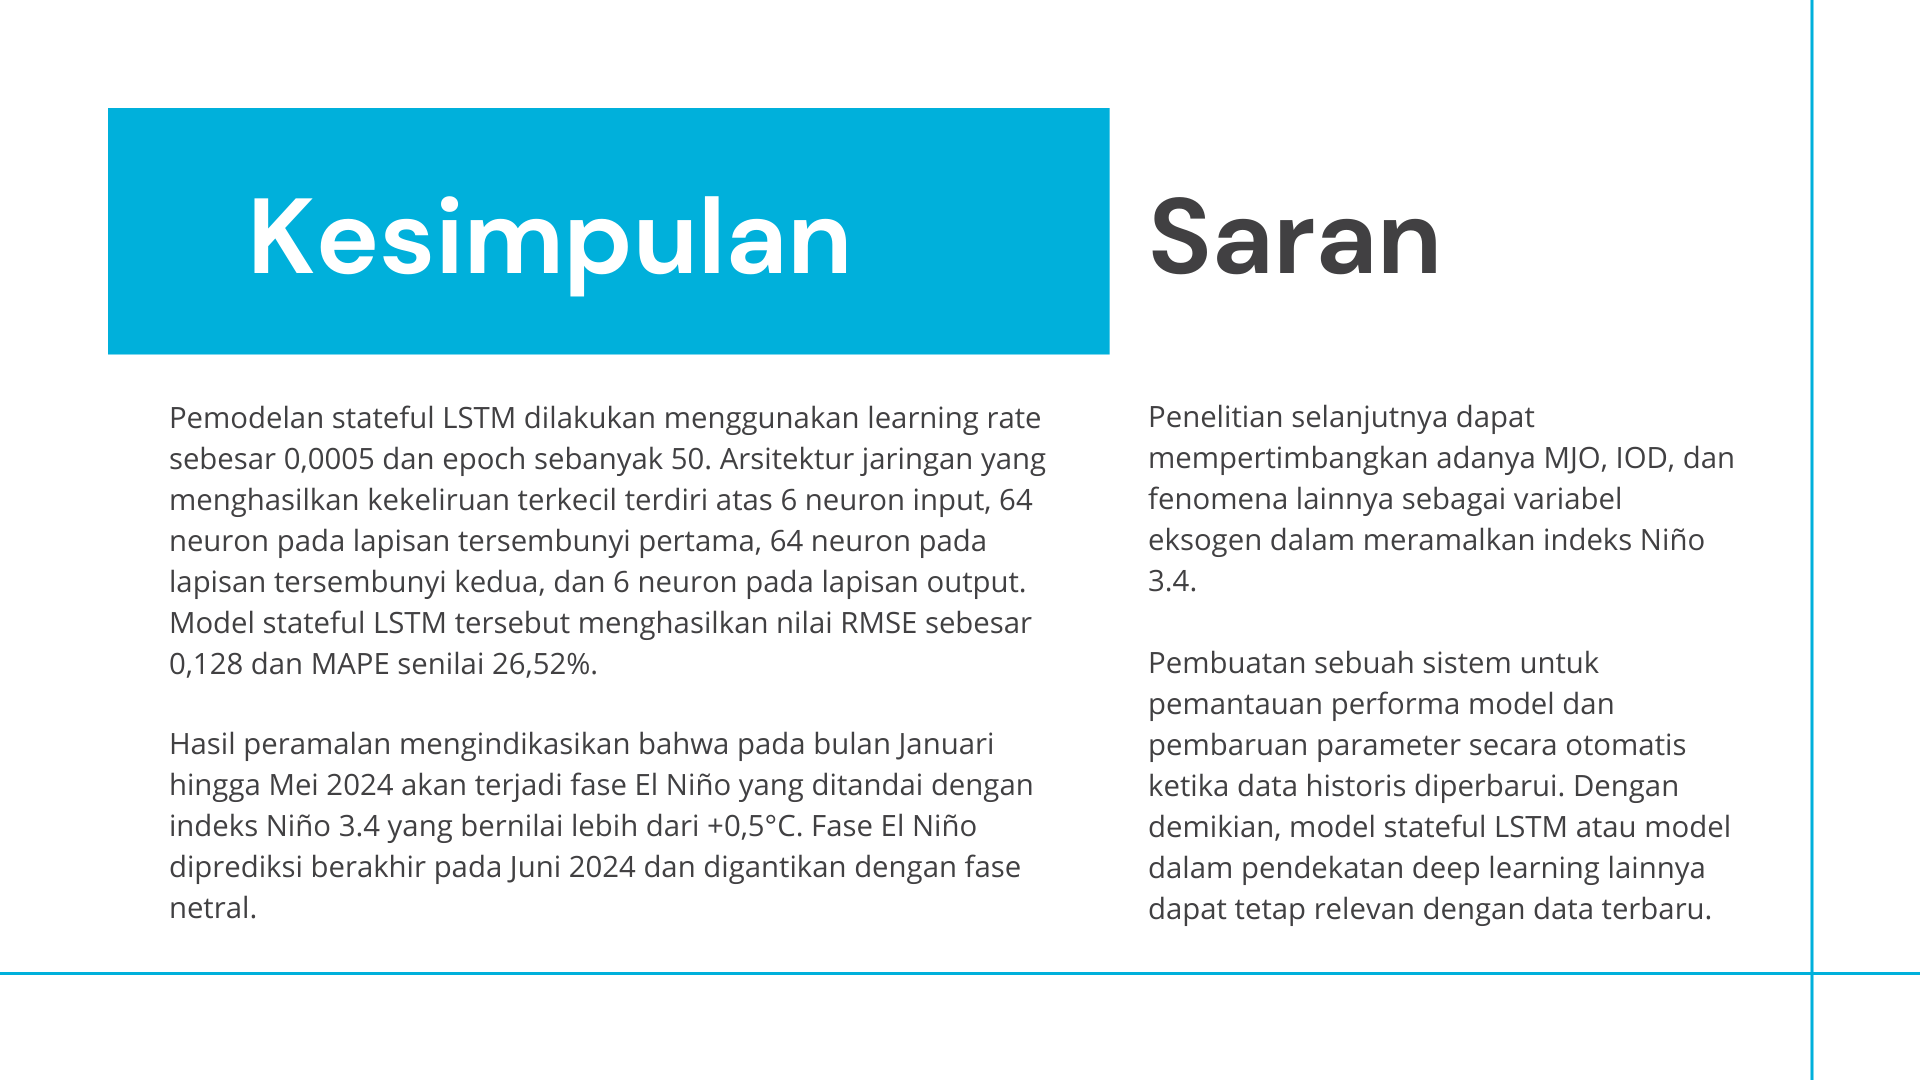 Kesimpulan
Pemodelan stateful LSTM dilakukan menggunakan learning rate
sebesar 0,0005 dan epoch sebanyak 50. Arsitektur jaringan yang
menghasilkan kekeliruan terkecil terdiri atas 6 neuron input, 64
neuron pada lapisan tersembunyi pertama, 64 neuron pada
lapisan tersembunyi kedua, dan 6 neuron pada lapisan output.
Model stateful LSTM tersebut menghasilkan nilai RMSE sebesar
0,128 dan MAPE senilai 26,52%.
Hasil peramalan mengindikasikan bahwa pada bulan Januari
hingga Mei 2024 akan terjadi fase El Niño yang ditandai dengan
indeks Niño 3.4 yang bernilai lebih dari +0,5°C. Fase El Niño
diprediksi berakhir pada Juni 2024 dan digantikan dengan fase
netral.
Saran
Penelitian selanjutnya dapat
mempertimbangkan adanya MJO, IOD, dan
fenomena lainnya sebagai variabel
eksogen dalam meramalkan indeks Niño
3.4.
Pembuatan sebuah sistem untuk
pemantauan performa model dan
pembaruan parameter secara otomatis
ketika data historis diperbarui. Dengan
demikian, model stateful LSTM atau model
dalam pendekatan deep learning lainnya
dapat tetap relevan dengan data terbaru.